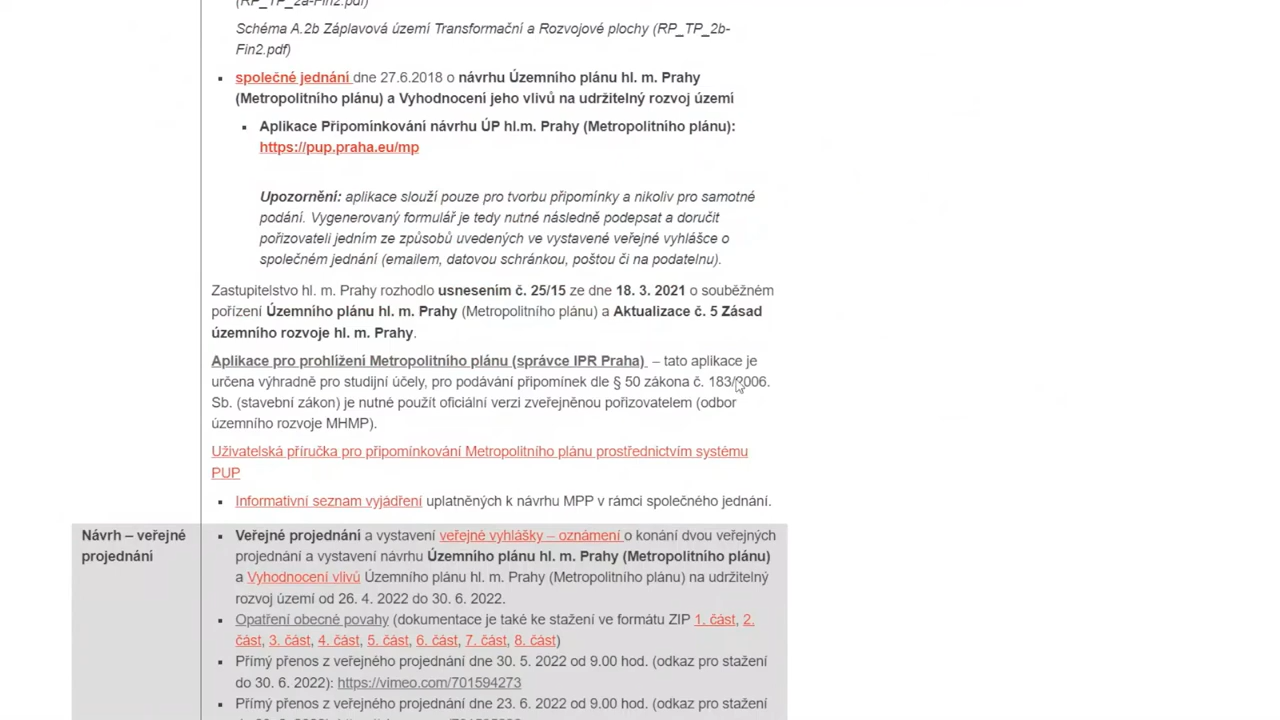 (RP_TP_2a-Fin2.pdf)
Schéma A.2b Záplavová území Transformační a Rozvojové plochy (RP_TP_2b-
Fin2.pdf)
společné jednání dne 27.6.2018 o návrhu Územního plánu hl. m. Prahy
(Metropolitního plánu) a Vyhodnocení jeho vlivů na udržitelný rozvoj území
Aplikace Připomínkování návrhu ÚP hl.m. Prahy (Metropolitního plánu):
https://pup.praha.eu/mp
Upozornění: aplikace slouží pouze pro tvorbu připomínky a nikoliv pro samotné
podání. Vygenerovaný formulář je tedy nutné následně podepsat a doručit
pořizovateli jedním ze způsobů uvedených ve vystavené veřejné vyhlášce o
společném jednání (emailem, datovou schránkou, poštou či na podatelnu).
Zastupitelstvo hl. m. Prahy rozhodlo usnesením č. 25/15 ze dne 18. 3. 2021 o souběžném
pořízení Územního plánu hl. m. Prahy (Metropolitního plánu) a Aktualizace č. 5 Zásad
územního rozvoje hl. m. Prahy.
Aplikace pro prohlížení Metropolitního plánu (správce IPR Praha) – tato aplikace je
určena výhradně pro studijní účely, pro podávání připomínek dle § 50 zákona č. 183/2006.
Sb. (stavební zákon) je nutné použít oficiální verzi zveřejněnou pořizovatelem (odbor
územního rozvoje MHMP).
Uživatelská příručka pro připomínkování Metropolitního plánu prostřednictvím systému
PUP
Informativní seznam vyjádření uplatněných k návrhu MPP v rámci společného jednání.
Návrh – veřejné
projednání
Veřejné projednání a vystavení veřejné vyhlášky – oznámení o konání dvou veřejných
projednání a vystavení návrhu Územního plánu hl. m. Prahy (Metropolitního plánu)
a Vyhodnocení vlivů Územního plánu hl. m. Prahy (Metropolitního plánu) na udržitelný
rozvoj území od 26. 4. 2022 do 30. 6. 2022.
Opatření obecné povahy (dokumentace je také ke stažení ve formátu ZIP 1. část, 2.
část, 3. část, 4. část, 5. část, 6. část, 7. část, 8. část)
Přímý přenos z veřejného projednání dne 30. 5. 2022 od 9.00 hod. (odkaz pro stažení
do 30. 6. 2022): https://vimeo.com/701594273
Přímý přenos z veřejného projednání dne 23. 6. 2022 od 9.00 hod. (odkaz pro stažení